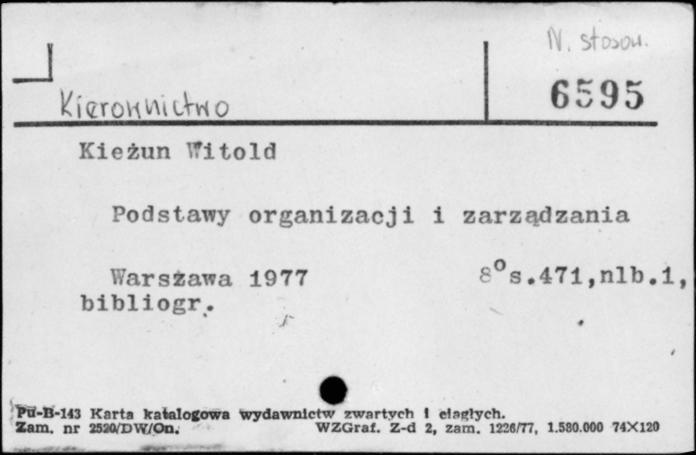 N. stosow.
6595
Kierownictwo
Kieżun Witold
Podstawy organizacji i zarządzania
Warszawa 1977 8⁰s.471,nlb.1,
bibliogr.
Pu-B-143 Karta katalogowa wydawnictw zwartych i ciągłych.
Zam. nr 2520/DW/On. WZGraf. Z-d 2, zam. 1226/77, 1.580.000 74X120